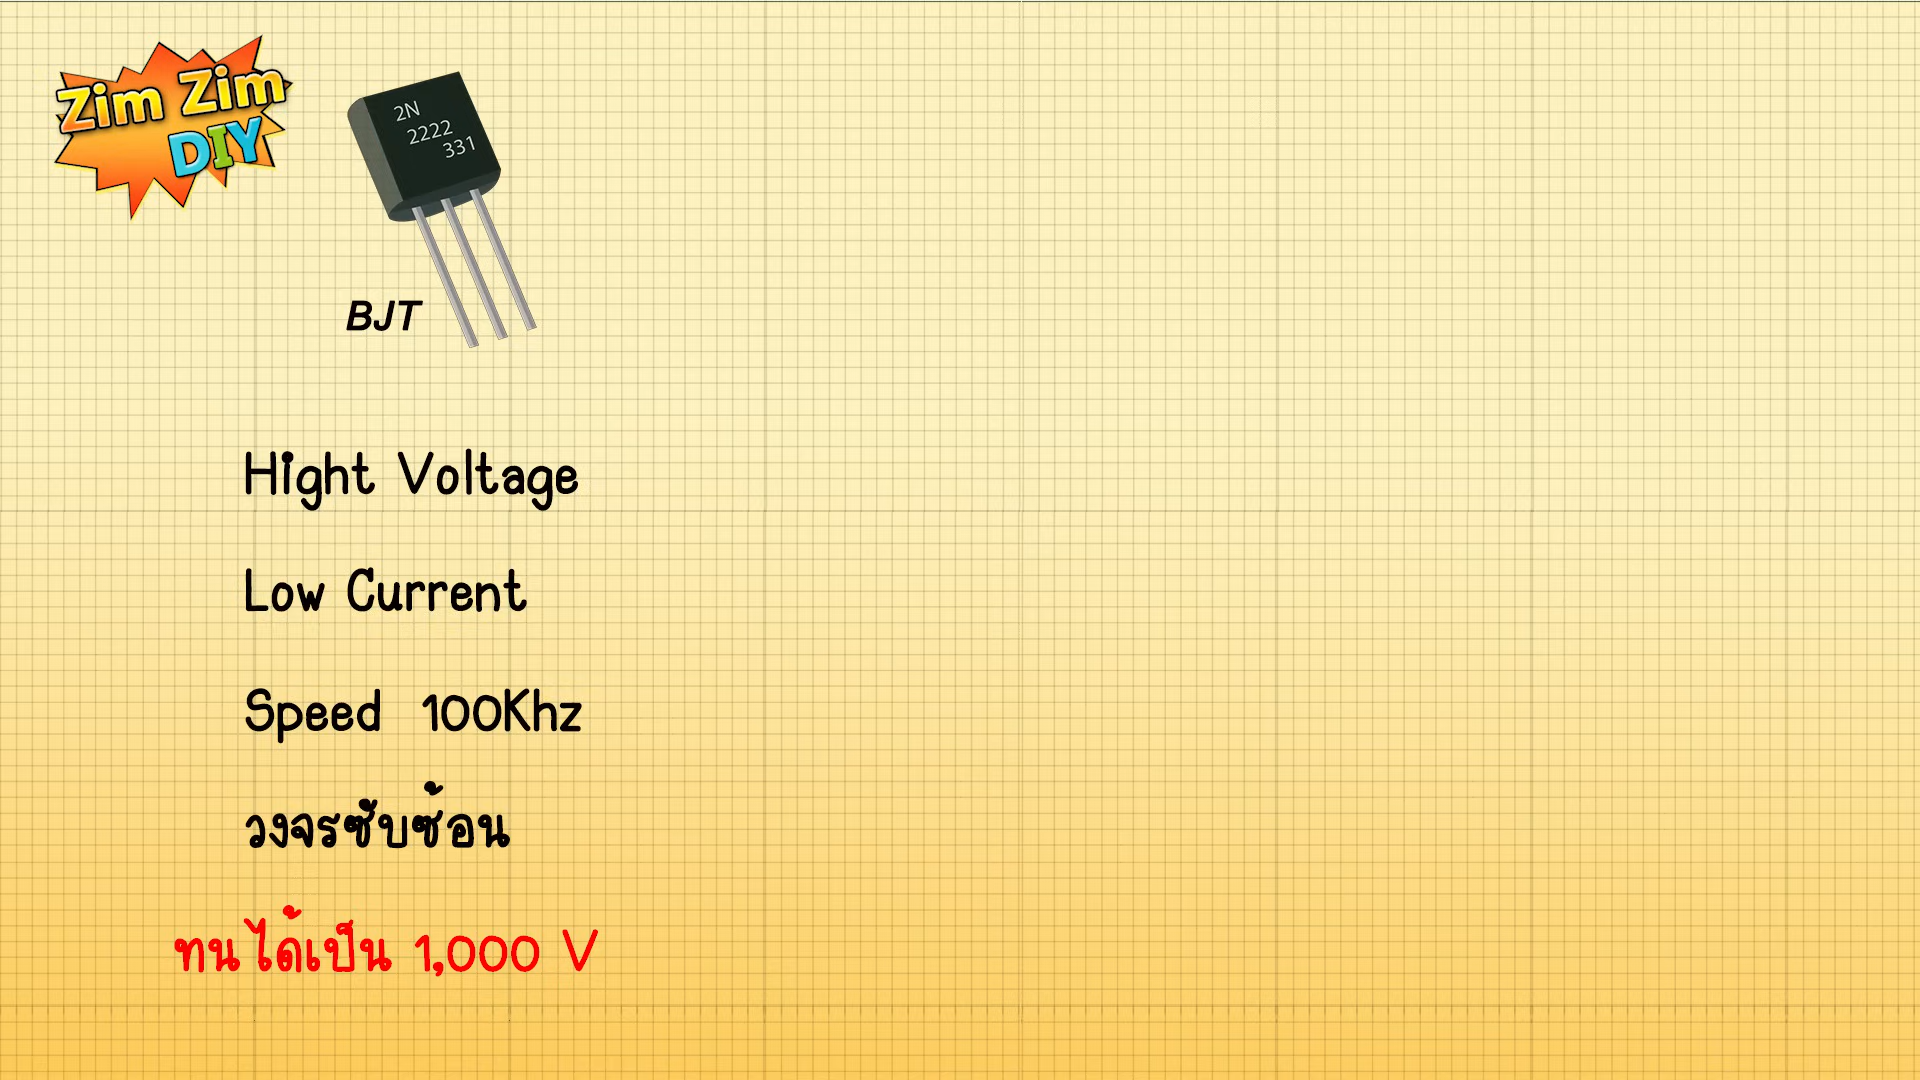 Zim Zim
DIY
2N
2222
331
BJT
Hight Voltage
Low Current
Speed 100Khz
วงจรซับซ้อน
ทนได้เป็น 1,000 V